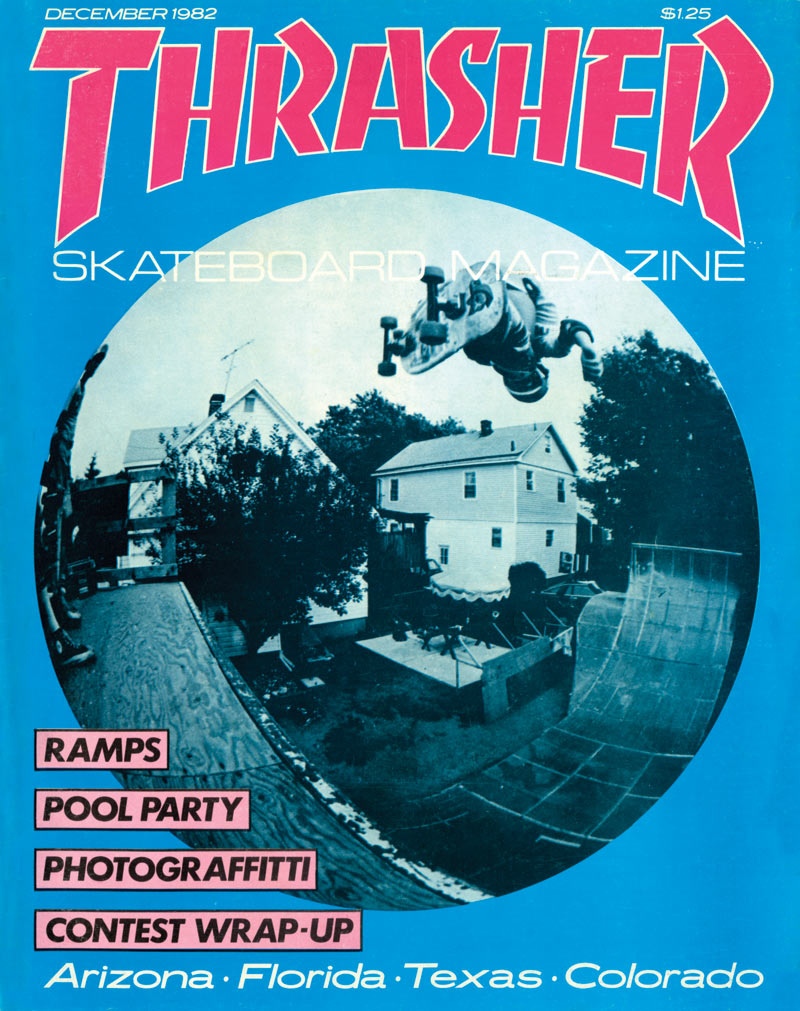 DECEMBER 1982 $1.25
THRASHER
SKATEBOARD MAGAZINE
RAMPS
POOL PARTY
PHOTOGRAFFITTI
CONTEST WRAP-UP
Arizona · Florida · Texas · Colorado